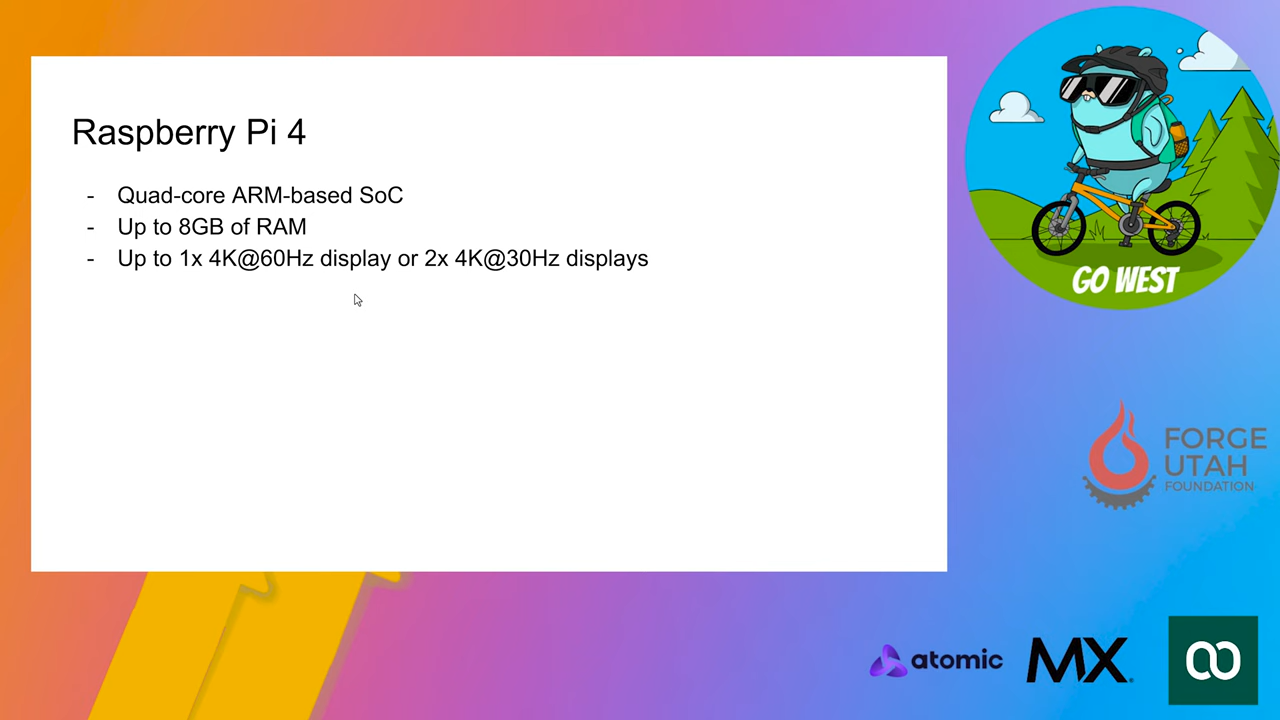 Raspberry Pi 4
- Quad-core ARM-based SoC
- Up to 8GB of RAM
- Up to 1x 4K@60Hz display or 2x 4K@30Hz displays
GO WEST
FORGE
UTAH
FOUNDATION
atomic
MX